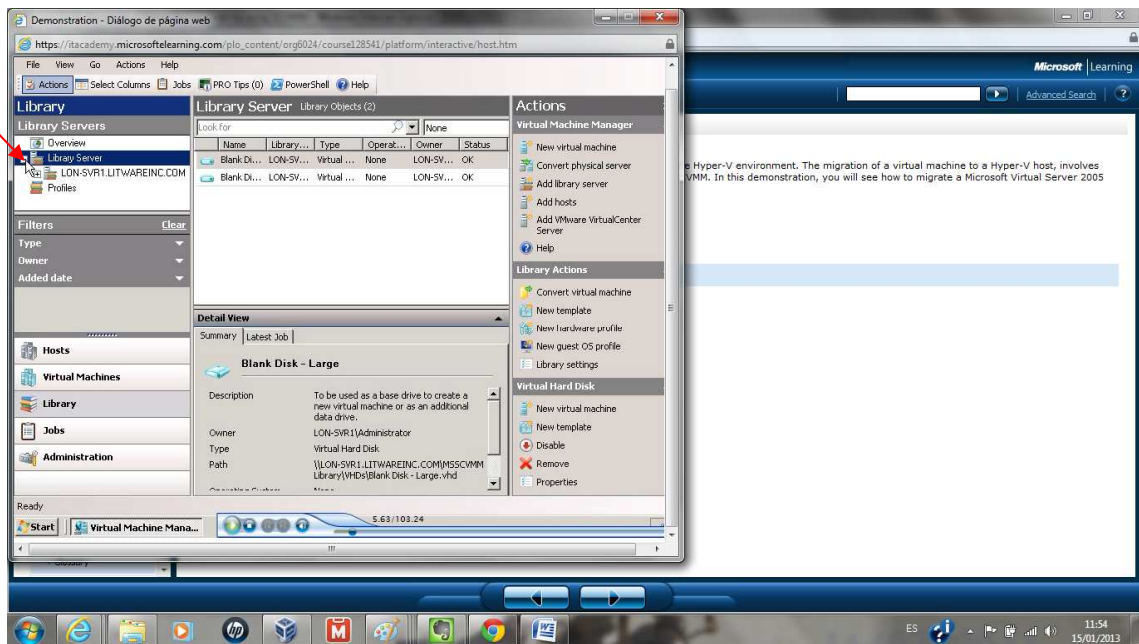 Demonstration - Diálogo de página web
https://itacademy.microsoftelearning.com/plo_content/org6024/course128541/platform/interactive/host.htm
File View Go Actions Help
Actions Select Columns Jobs PRO Tips (0) PowerShell Help
Library
Library Servers
Overview
Library Server
LON-SVR1.LITWAREINC.COM
Profiles
Filters Clear
Type
Owner
Added date
Hosts
Virtual Machines
Library
Jobs
Administration
Library Server Library Objects (2)
Look for None
Name Library... Type Operat... Owner Status
Blank Di... LON-SV... Virtual ... None LON-SV... OK
Blank Di... LON-SV... Virtual ... None LON-SV... OK
Detail View
Summary Latest Job
Blank Disk - Large
Description To be used as a base drive to create a
new virtual machine or as an additional
data drive.
Owner LON-SVR1\Administrator
Type Virtual Hard Disk
Path \\LON-SVR1.LITWAREINC.COM\MSSCVMM
Library\VHDs\Blank Disk - Large.vhd
Actions
Virtual Machine Manager
New virtual machine
Convert physical server
Add library server
Add hosts
Add VMware VirtualCenter
Server
Help
Library Actions
Convert virtual machine
New template
New hardware profile
New guest OS profile
Library settings
Virtual Hard Disk
New virtual machine
New template
Disable
Remove
Properties
Ready
Start Virtual Machine Mana...
5.63/103.24
Microsoft Learning
Advanced Search
e Hyper-V environment. The migration of a virtual machine to a Hyper-V host, involves
VMM. In this demonstration, you will see how to migrate a Microsoft Virtual Server 2005
Glossary
ES
11:54
15/01/2013